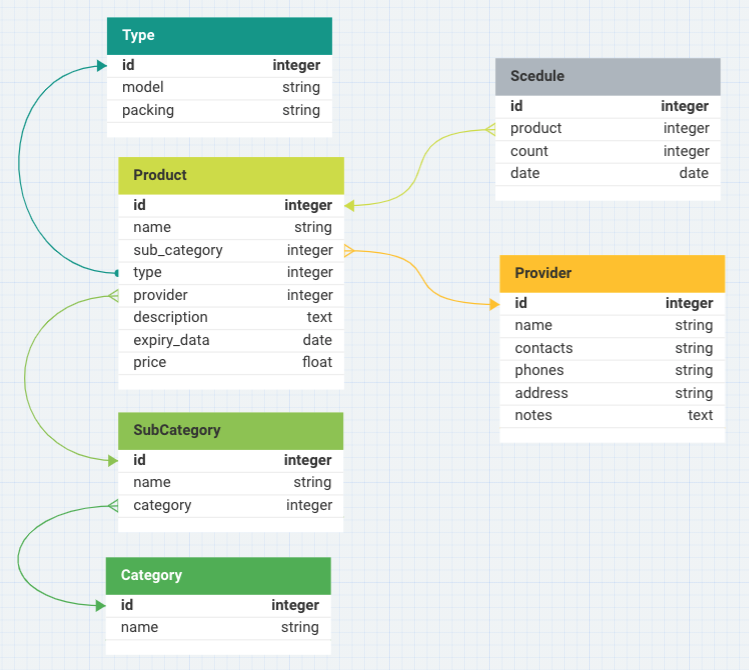 Type
id integer
model string
packing string
Scedule
id integer
product integer
count integer
date date
Product
id integer
name string
sub_category integer
type integer
provider integer
description text
expiry_data date
price float
Provider
id integer
name string
contacts string
phones string
address string
notes text
SubCategory
id integer
name string
category integer
Category
id integer
name string